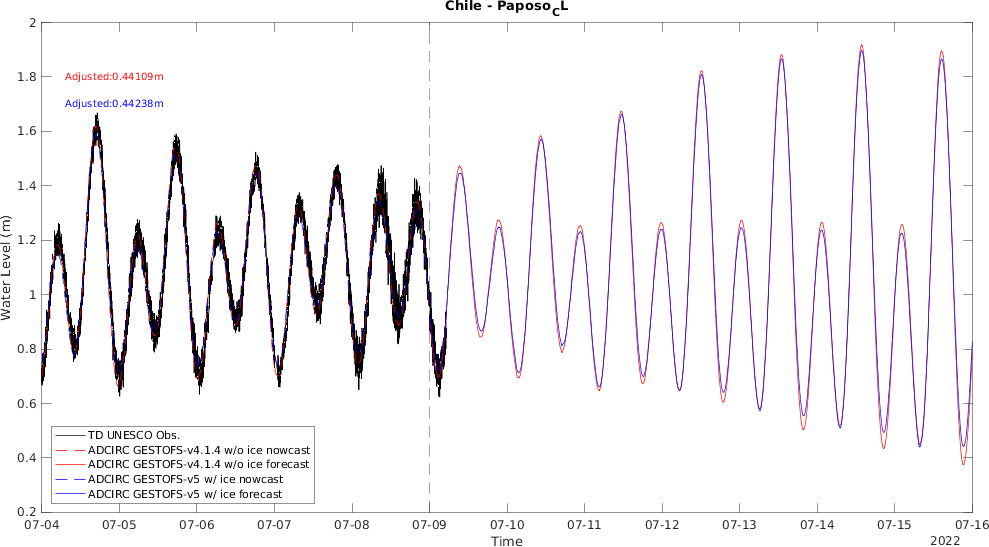 Chile - PaposoCL
Adjusted:0.44109m
Adjusted:0.44238m
Water Level (m)
2
1.8
1.6
1.4
1.2
1
0.8
0.6
0.4
0.2
TD UNESCO Obs.
ADCIRC GESTOFS-v4.1.4 w/o ice nowcast
ADCIRC GESTOFS-v4.1.4 w/o ice forecast
ADCIRC GESTOFS-v5 w/ ice nowcast
ADCIRC GESTOFS-v5 w/ ice forecast
07-04 07-05 07-06 07-07 07-08 07-09 07-10 07-11 07-12 07-13 07-14 07-15 07-16
Time
2022